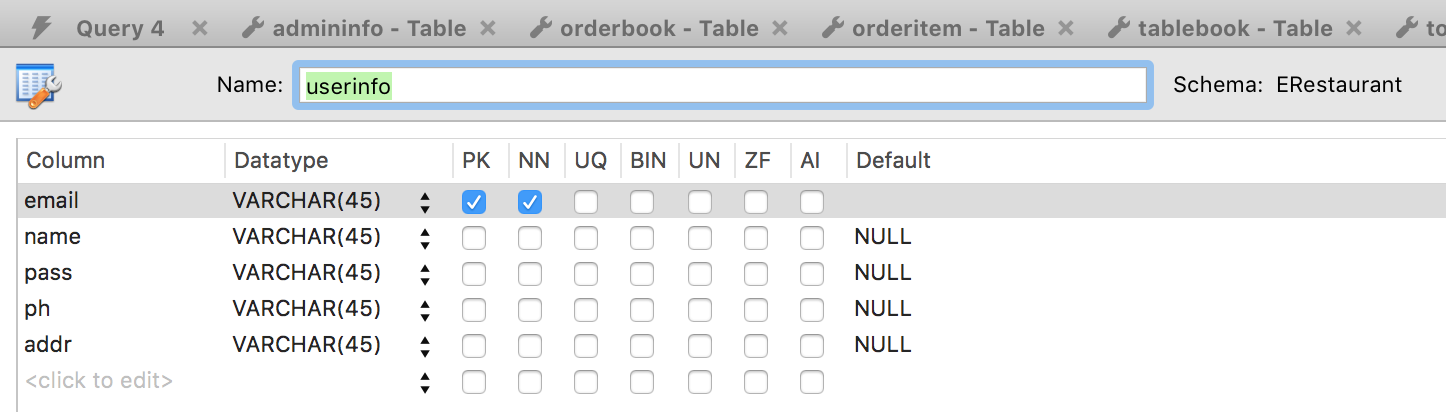 Query 4 admininfo - Table orderbook - Table orderitem - Table tablebook - Table to
Name: userinfo Schema: ERestaurant
Column Datatype PK NN UQ BIN UN ZF AI Default
email VARCHAR(45)
name VARCHAR(45) NULL
pass VARCHAR(45) NULL
ph VARCHAR(45) NULL
addr VARCHAR(45) NULL
<click to edit>